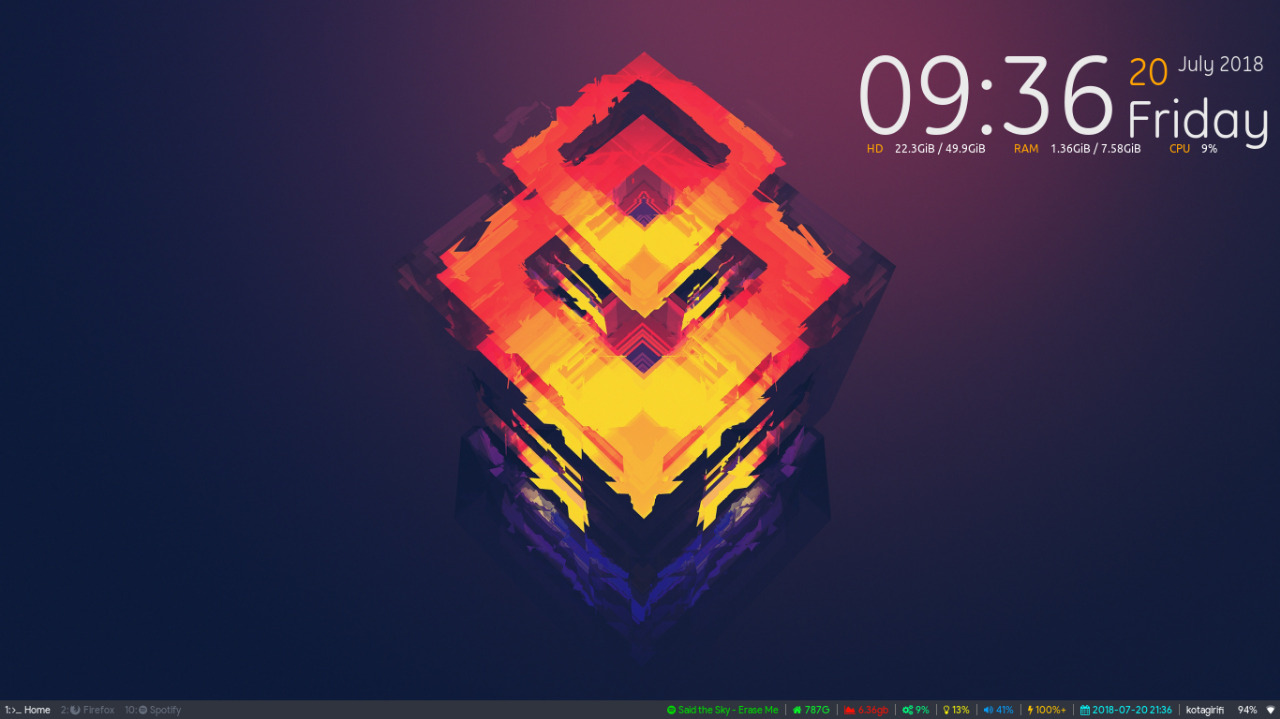 09:36 20 July 2018
Friday
HD 22.3GiB / 49.9GiB RAM 1.36GiB / 7.58GiB CPU 9%
1:>_ Home 2: Firefox 10: Spotify Said the Sky - Erase Me | 787G | 6.36gb | 9% | 13% | 41% | 100%+ | 2018-07-20 21:36 | kotagirifi 94%